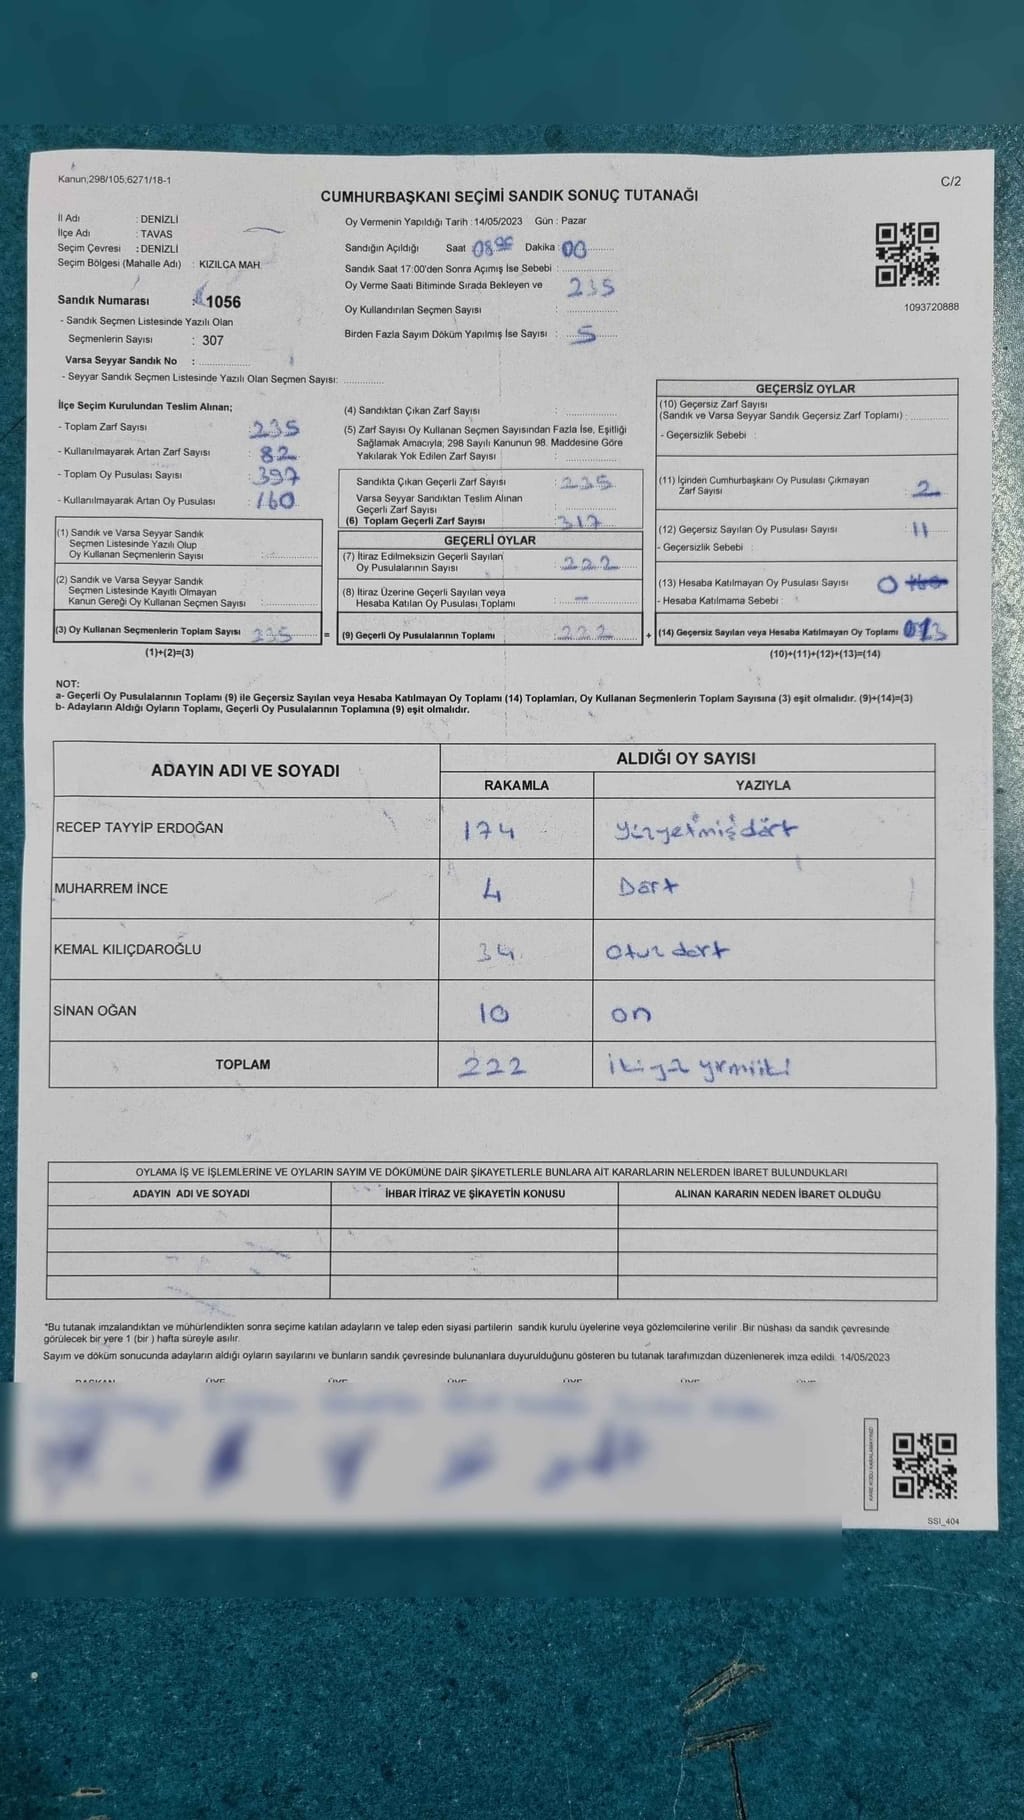 Kanun;298/105;6271/18-1
C/2
CUMHURBAŞKANI SEÇİMİ SANDIK SONUÇ TUTANAĞI
İl Adı : DENİZLİ
İlçe Adı : TAVAS
Seçim Çevresi : DENİZLİ
Seçim Bölgesi (Mahalle Adı) : KIZILCA MAH.
Sandık Numarası : 1056
- Sandık Seçmen Listesinde Yazılı Olan
Seçmenlerin Sayısı : 307
Varsa Seyyar Sandık No :
- Seyyar Sandık Seçmen Listesinde Yazılı Olan Seçmen Sayısı:
Oy Vermenin Yapıldığı Tarih : 14/05/2023 Gün : Pazar
Sandığın Açıldığı Saat 08 Dakika : 00
Sandık Saat 17:00'den Sonra Açımış İse Sebebi :
Oy Verme Saati Bitiminde Sırada Bekleyen ve 235
Oy Kullandırılan Seçmen Sayısı :
Birden Fazla Sayım Döküm Yapılmış İse Sayısı : 5
1093720888
İlçe Seçim Kurulundan Teslim Alınan;
- Toplam Zarf Sayısı : 235
- Kullanılmayarak Artan Zarf Sayısı : 82
- Toplam Oy Pusulası Sayısı : 397
- Kullanılmayarak Artan Oy Pusulası : 160
(1) Sandık ve Varsa Seyyar Sandık
Seçmen Listesinde Yazılı Olup
Oy Kullanan Seçmenlerin Sayısı :
(2) Sandık ve Varsa Seyyar Sandık
Seçmen Listesinde Kayıtlı Olmayan
Kanun Gereği Oy Kullanan Seçmen Sayısı :
(3) Oy Kullanan Seçmenlerin Toplam Sayısı : 235 =
(1)+(2)=(3)
(4) Sandıktan Çıkan Zarf Sayısı :
(5) Zarf Sayısı Oy Kullanan Seçmen Sayısından Fazla İse, Eşitliği
Sağlamak Amacıyla; 298 Sayılı Kanunun 98. Maddesine Göre
Yakılarak Yok Edilen Zarf Sayısı :
Sandıkta Çıkan Geçerli Zarf Sayısı : 235
Varsa Seyyar Sandıktan Teslim Alınan
Geçerli Zarf Sayısı :
(6) Toplam Geçerli Zarf Sayısı : 317
GEÇERLİ OYLAR
(7) İtiraz Edilmeksizin Geçerli Sayılan
Oy Pusulalarının Sayısı : 222
(8) İtiraz Üzerine Geçerli Sayılan veya
Hesaba Katılan Oy Pusulası Toplamı : -
(9) Geçerli Oy Pusulalarının Toplamı : 222 +
GEÇERSİZ OYLAR
(10) Geçersiz Zarf Sayısı
(Sandık ve Varsa Seyyar Sandık Geçersiz Zarf Toplamı) :
- Geçersizlik Sebebi :
(11) İçinden Cumhurbaşkanı Oy Pusulası Çıkmayan
Zarf Sayısı : 2
(12) Geçersiz Sayılan Oy Pusulası Sayısı : 11
- Geçersizlik Sebebi :
(13) Hesaba Katılmayan Oy Pusulası Sayısı : 0
- Hesaba Katılmama Sebebi :
(14) Geçersiz Sayılan veya Hesaba Katılmayan Oy Toplamı 013
(10)+(11)+(12)+(13)=(14)
NOT:
a- Geçerli Oy Pusulalarının Toplamı (9) ile Geçersiz Sayılan veya Hesaba Katılmayan Oy Toplamı (14) Toplamları, Oy Kullanan Seçmenlerin Toplam Sayısına (3) eşit olmalıdır. (9)+(14)=(3)
b- Adayların Aldığı Oyların Toplamı, Geçerli Oy Pusulalarının Toplamına (9) eşit olmalıdır.
ADAYIN ADI VE SOYADI
ALDIĞI OY SAYISI
RAKAMLA YAZIYLA
RECEP TAYYİP ERDOĞAN 174 Yüzyetmişdört
MUHARREM İNCE 4 Dört
KEMAL KILIÇDAROĞLU 34 Otuz dört
SİNAN OĞAN 10 on
TOPLAM 222 İkiyüz yirmiiki
OYLAMA İŞ VE İŞLEMLERİNE VE OYLARIN SAYIM VE DÖKÜMÜNE DAİR ŞİKAYETLERLE BUNLARA AİT KARARLARIN NELERDEN İBARET BULUNDUKLARI
ADAYIN ADI VE SOYADI İHBAR İTİRAZ VE ŞİKAYETİN KONUSU ALINAN KARARIN NEDEN İBARET OLDUĞU
*Bu tutanak imzalandıktan ve mühürlendikten sonra seçime katılan adayların ve talep eden siyasi partilerin sandık kurulu üyelerine veya gözlemcilerine verilir .Bir nüshası da sandık çevresinde
görülecek bir yere 1 (bir ) hafta süreyle asılır.
Sayım ve döküm sonucunda adayların aldığı oyların sayılarını ve bunların sandık çevresinde bulunanlara duyurulduğunu gösteren bu tutanak tarafımızdan düzenlenerek imza edildi. 14/05/2023
BAŞKAN ÜYE ÜYE ÜYE ÜYE ÜYE ÜYE
SSI_404